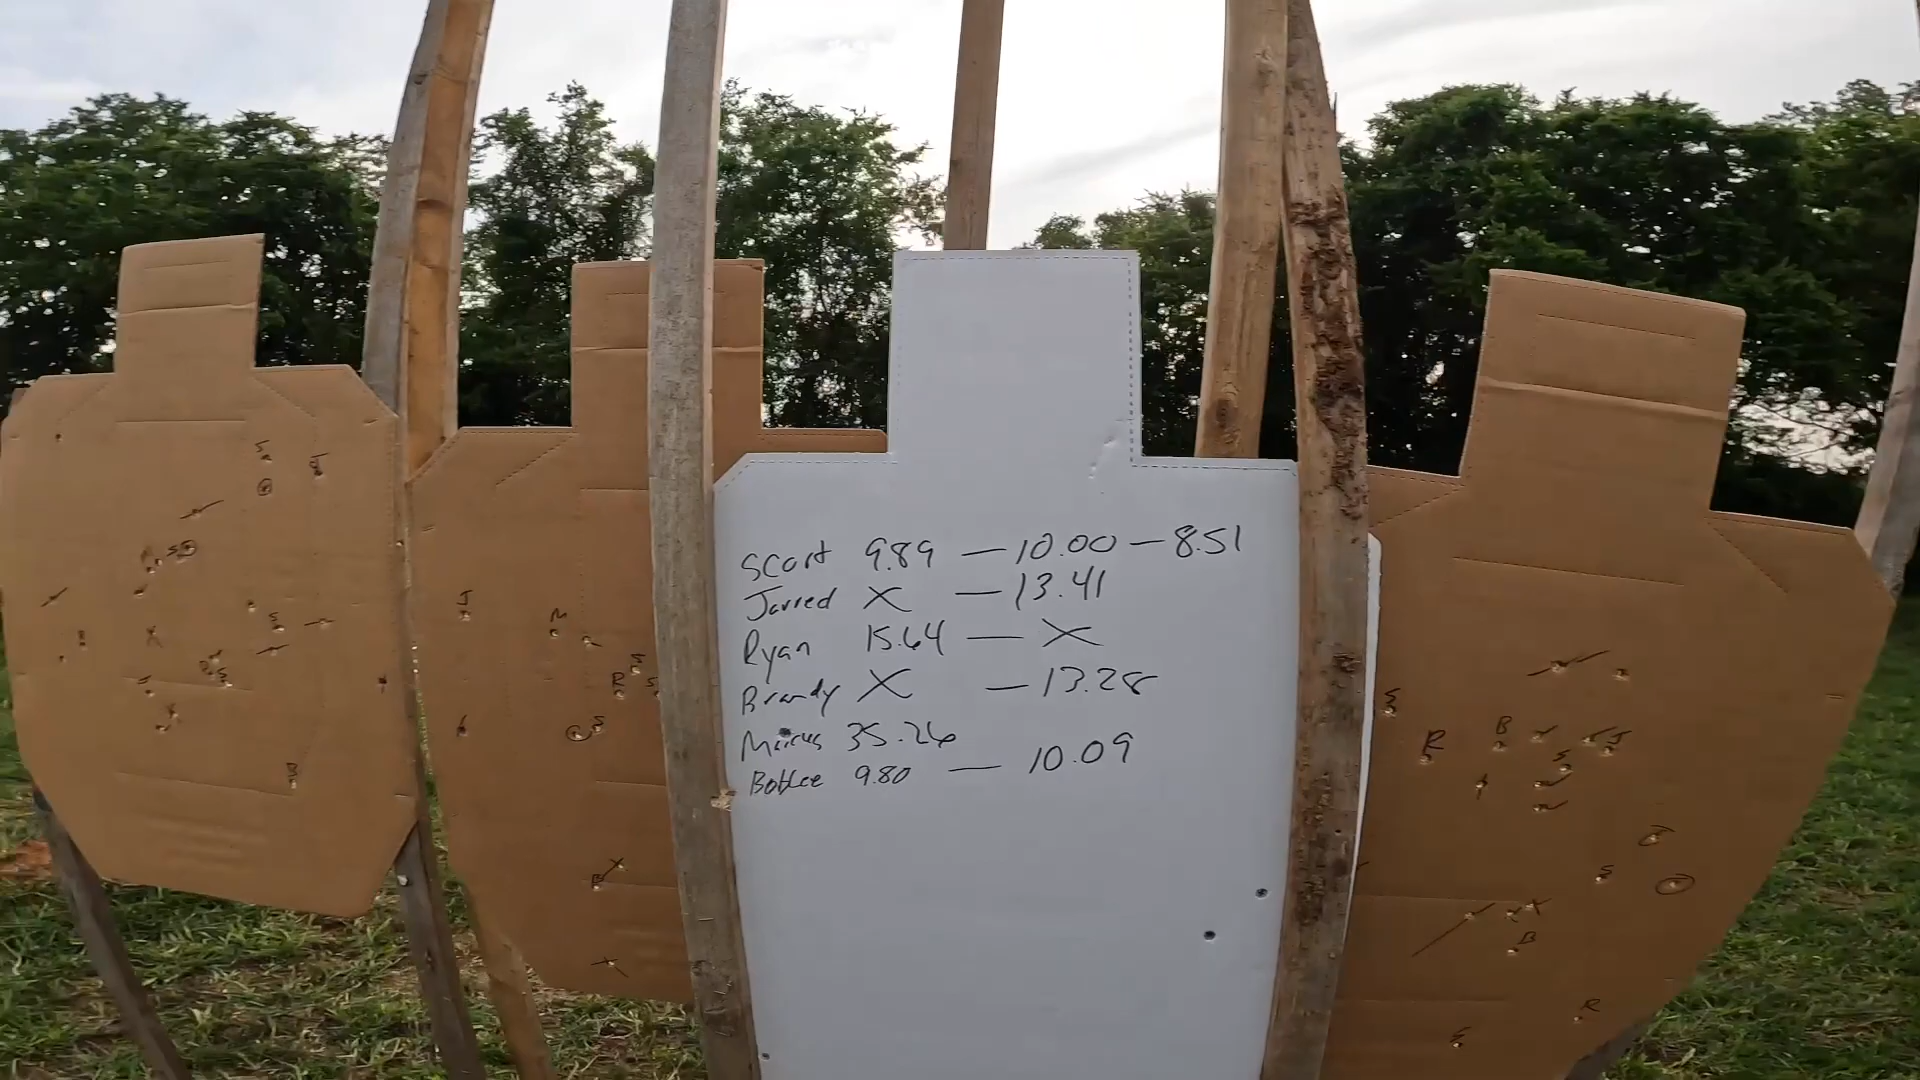 Scott 9.89 — 10.00 — 8.51
Jarred X — 13.41
Ryan 15.64 — X
Brandy X — 13.28
Marcus 35.26
Bobbee 9.80 — 10.09